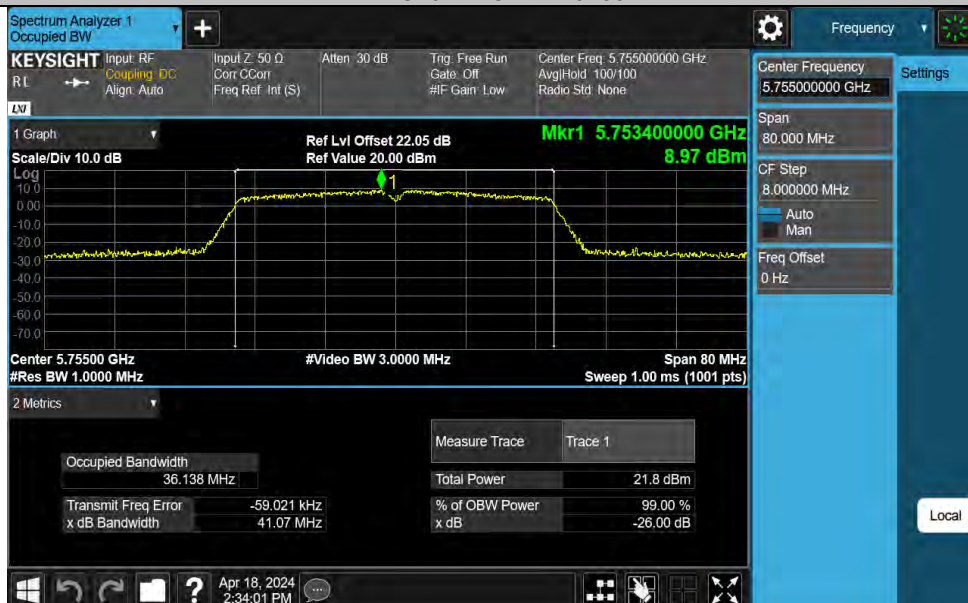 Spectrum Analyzer 1
Occupied BW
+
Frequency
KEYSIGHT
RL
LXI
Input: RF
Coupling: DC
Align: Auto
Input Z: 50 Ω
Corr CCorr
Freq Ref: Int (S)
Atten: 30 dB
Trig: Free Run
Gate: Off
#IF Gain: Low
Center Freq: 5.755000000 GHz
Avg|Hold: 100/100
Radio Std: None
Center Frequency
5.755000000 GHz
Settings
Span
80.000 MHz
CF Step
8.000000 MHz
Auto
Man
Freq Offset
0 Hz
Local
1 Graph
Scale/Div 10.0 dB
Ref Lvl Offset 22.05 dB
Ref Value 20.00 dBm
Mkr1 5.753400000 GHz
8.97 dBm
Log
10.0
0.00
-10.0
-20.0
-30.0
-40.0
-50.0
-60.0
-70.0
1
Center 5.75500 GHz
#Res BW 1.0000 MHz
#Video BW 3.0000 MHz
Span 80 MHz
Sweep 1.00 ms (1001 pts)
2 Metrics
Measure Trace
Trace 1
Occupied Bandwidth
36.138 MHz
Total Power
21.8 dBm
Transmit Freq Error
-59.021 kHz
% of OBW Power
99.00 %
x dB Bandwidth
41.07 MHz
x dB
-26.00 dB
?
Apr 18, 2024
2:34:01 PM